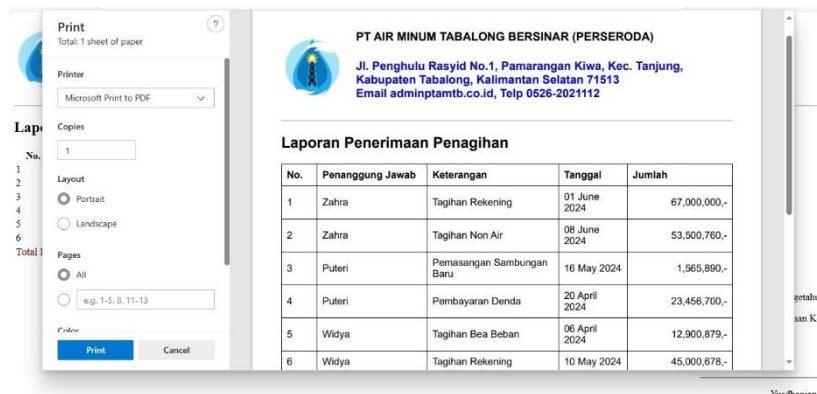 Print
Total: 1 sheet of paper
?
Printer
Microsoft Print to PDF
Copies
1
Layout
Portrait
Landscape
Pages
All
e.g. 1-5, 8, 11-13
Color
Print Cancel
PT AIR MINUM TABALONG BERSINAR (PERSERODA)
Jl. Penghulu Rasyid No.1, Pamarangan Kiwa, Kec. Tanjung,
Kabupaten Tabalong, Kalimantan Selatan 71513
Email adminptamtb.co.id, Telp 0526-2021112
Laporan Penerimaan Penagihan
No. Penanggung Jawab Keterangan Tanggal Jumlah
1 Zahra Tagihan Rekening 01 June 2024 67,000,000,-
2 Zahra Tagihan Non Air 08 June 2024 53,500,760,-
3 Puteri Pemasangan Sambungan Baru 16 May 2024 1,565,890,-
4 Puteri Pembayaran Denda 20 April 2024 23,456,700,-
5 Widya Tagihan Bea Beban 06 April 2024 12,900,879,-
6 Widya Tagihan Rekening 10 May 2024 45,000,678,-
No.
1
2
3
4
5
6
Total